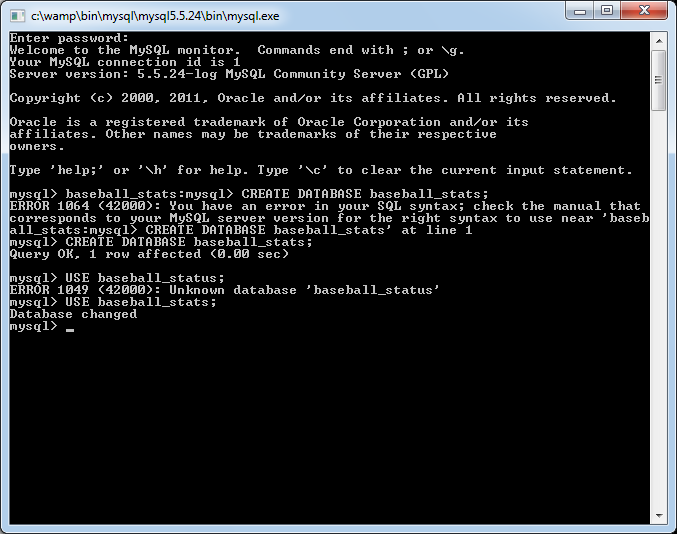 c:\wamp\bin\mysql\mysql5.5.24\bin\mysql.exe
Enter password:
Welcome to the MySQL monitor.  Commands end with ; or \g.
Your MySQL connection id is 1
Server version: 5.5.24-log MySQL Community Server (GPL)
Copyright (c) 2000, 2011, Oracle and/or its affiliates. All rights reserved.
Oracle is a registered trademark of Oracle Corporation and/or its
affiliates. Other names may be trademarks of their respective
owners.
Type 'help;' or '\h' for help. Type '\c' to clear the current input statement.
mysql> baseball_stats:mysql> CREATE DATABASE baseball_stats;
ERROR 1064 (42000): You have an error in your SQL syntax; check the manual that
corresponds to your MySQL server version for the right syntax to use near 'baseb
all_stats:mysql> CREATE DATABASE baseball_stats' at line 1
mysql> CREATE DATABASE baseball_stats;
Query OK, 1 row affected (0.00 sec)
mysql> USE baseball_status;
ERROR 1049 (42000): Unknown database 'baseball_status'
mysql> USE baseball_stats;
Database changed
mysql> _